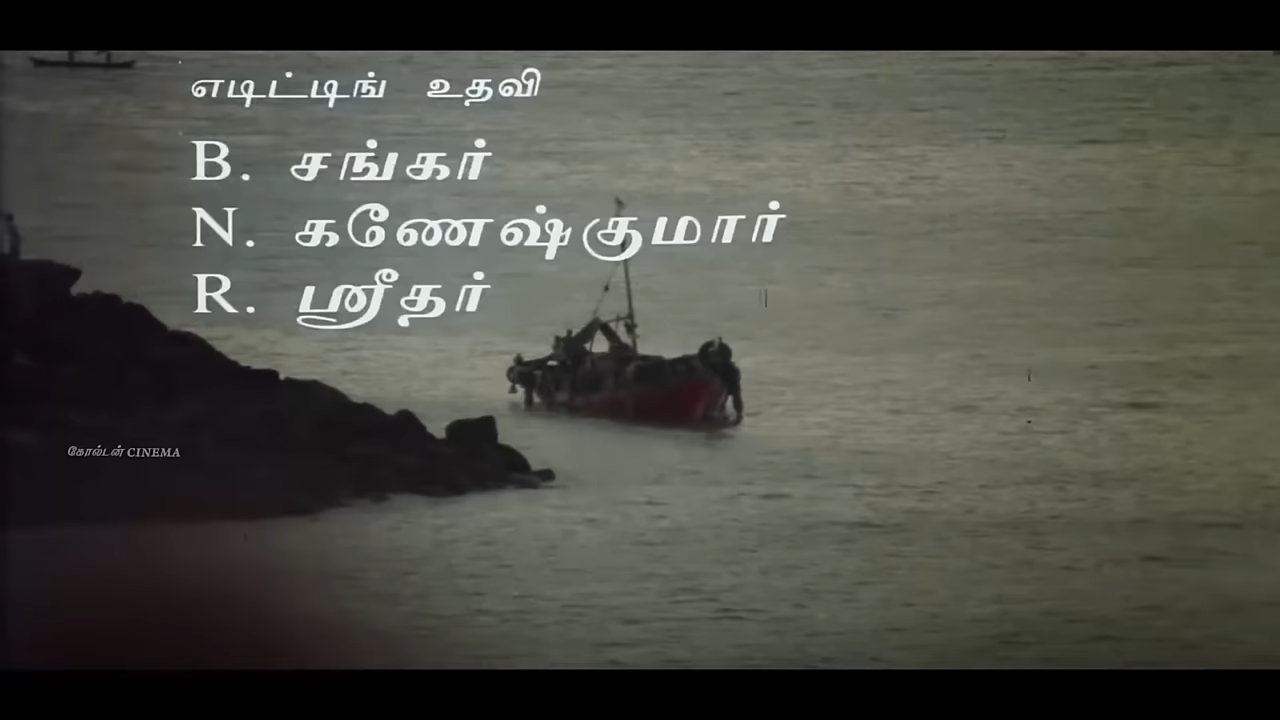 எடிட்டிங் உதவி
B. சங்கர்
N. கணேஷ்குமார்
R. ஸ்ரீதர்
கோல்டன் CINEMA